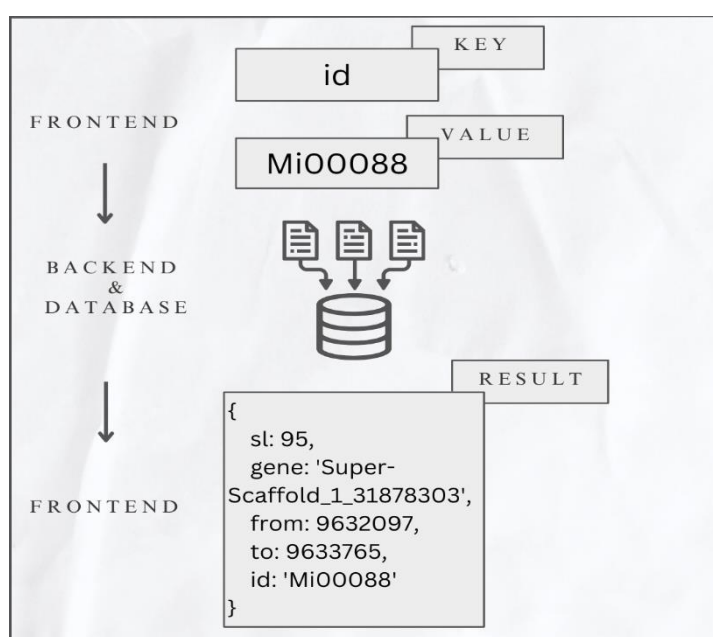 KEY
id
FRONTEND
VALUE
Mi00088
BACKEND
&
DATABASE
RESULT
{
sl: 95,
gene: 'Super-
Scaffold_1_31878303',
from: 9632097,
to: 9633765,
id: 'Mi00088'
}
FRONTEND